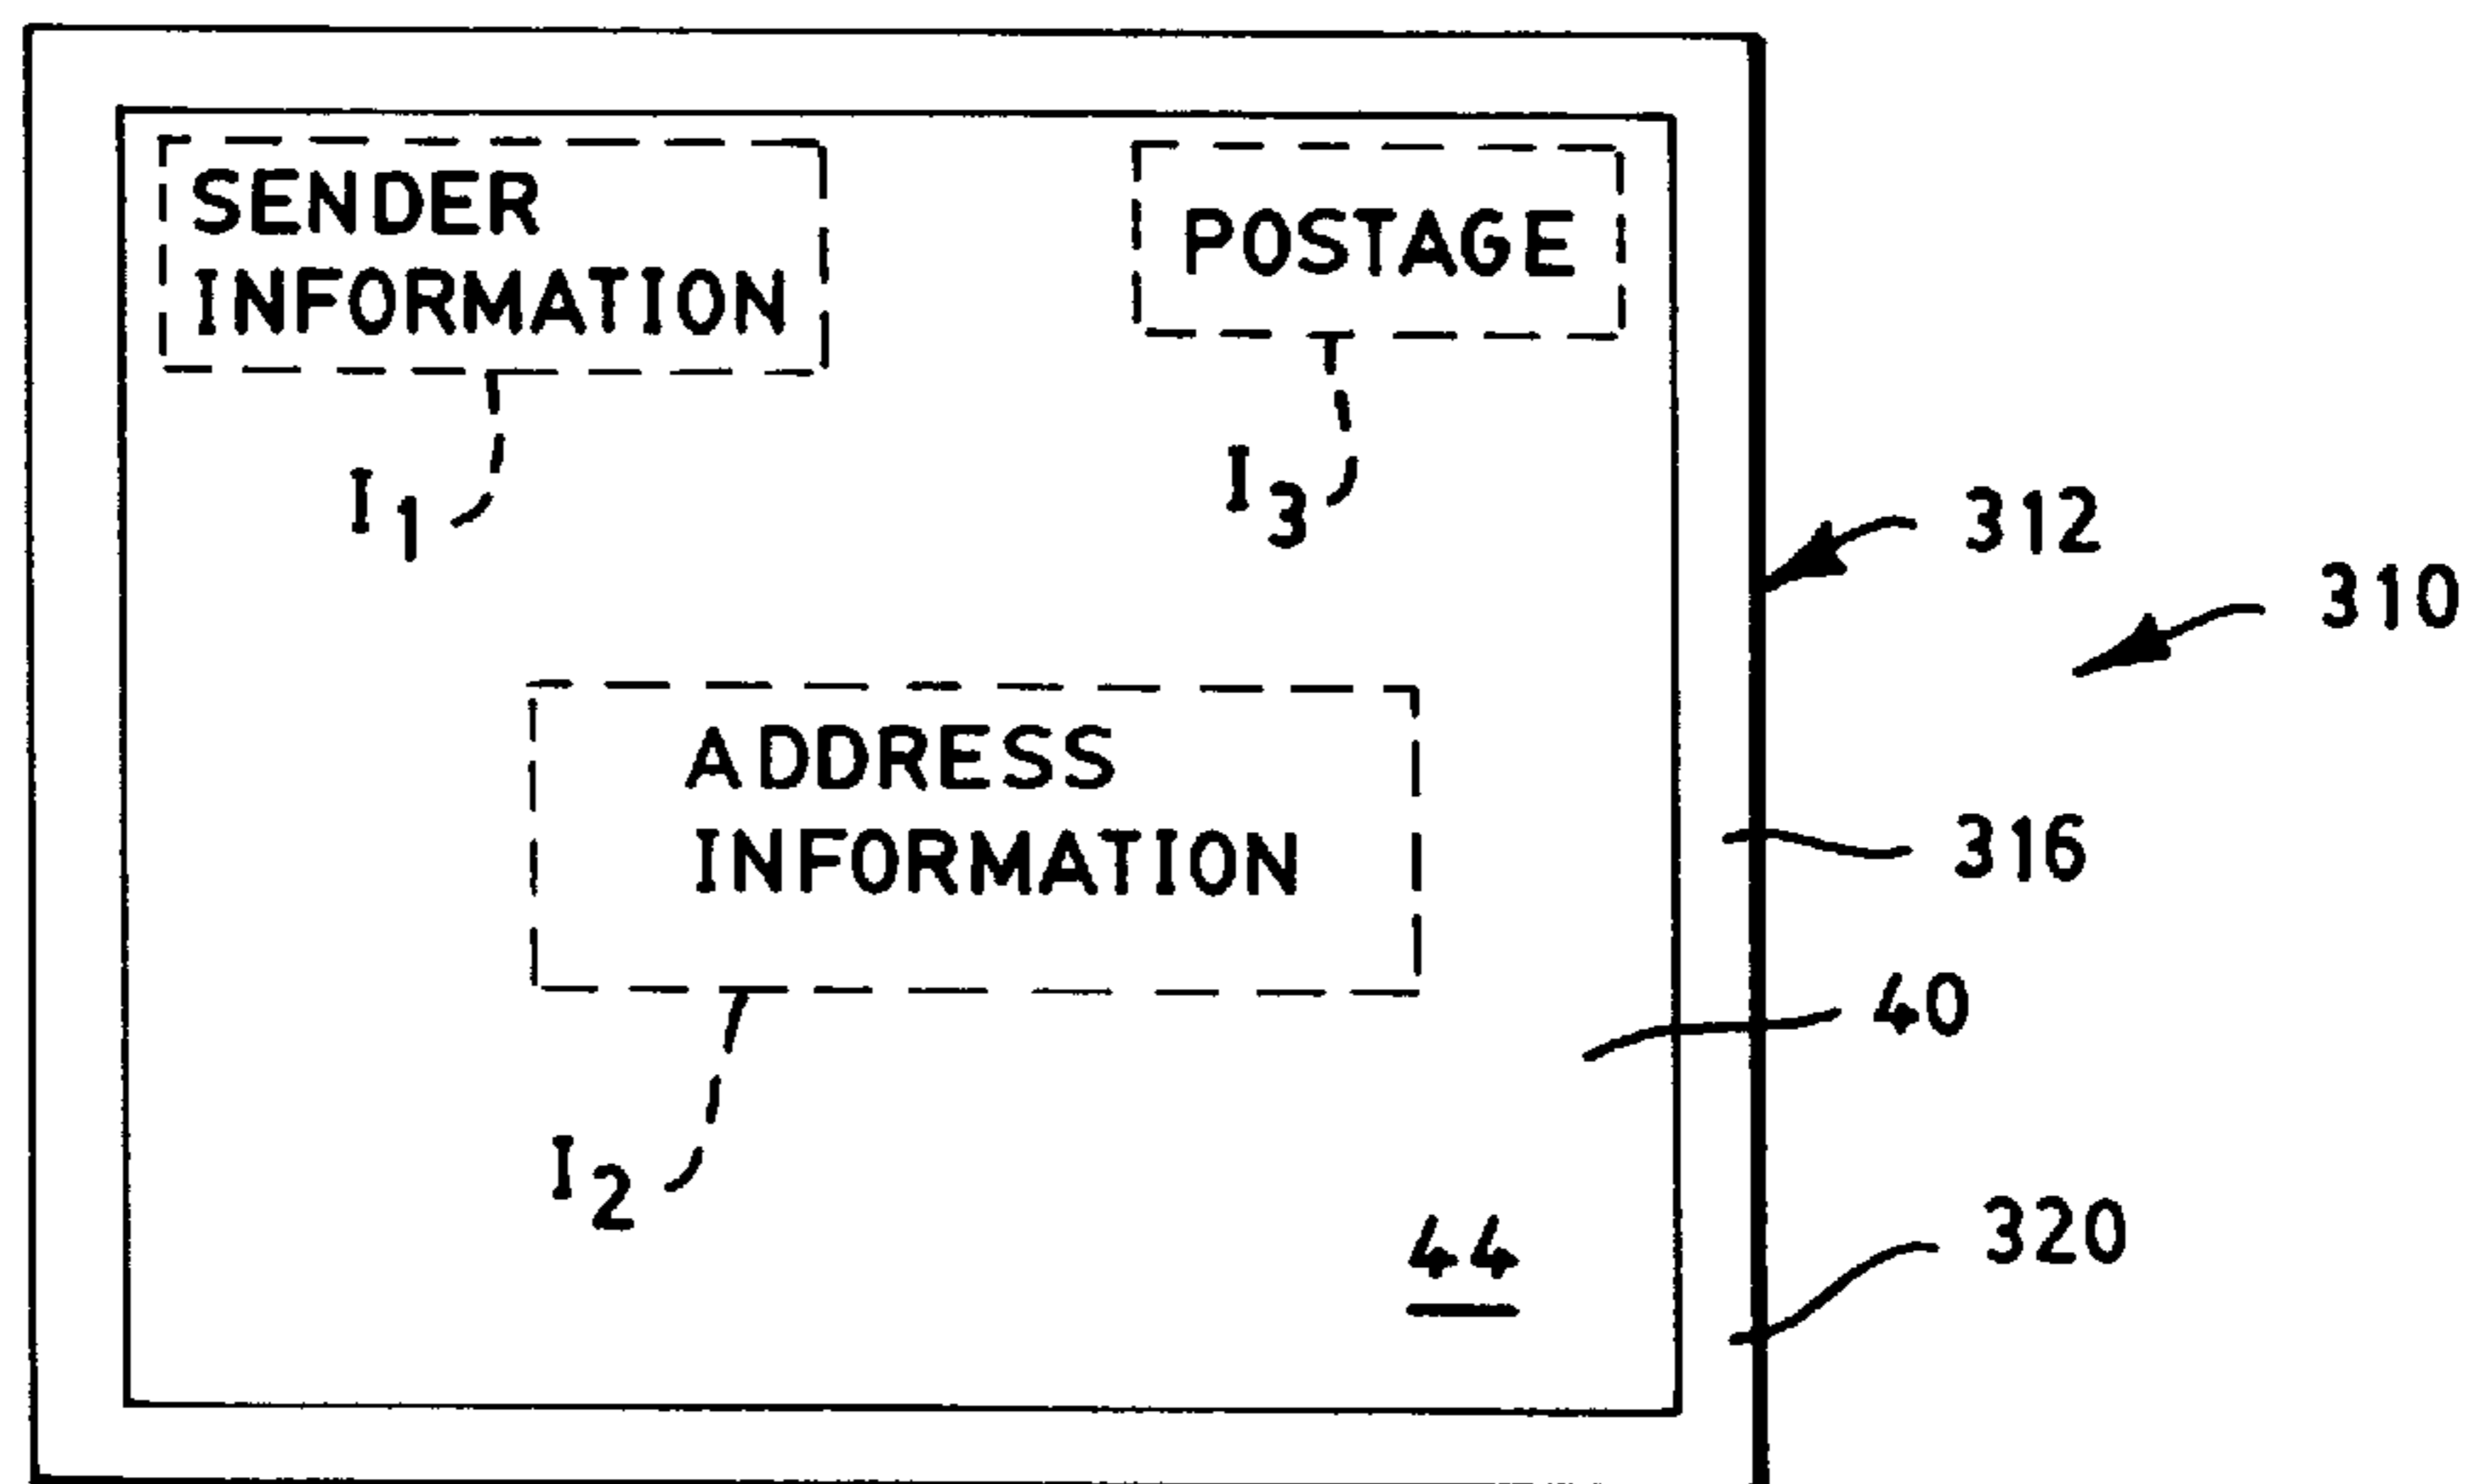 SENDER
INFORMATION
POSTAGE
I1
I3
312
310
ADDRESS
INFORMATION
316
40
I2
44
320